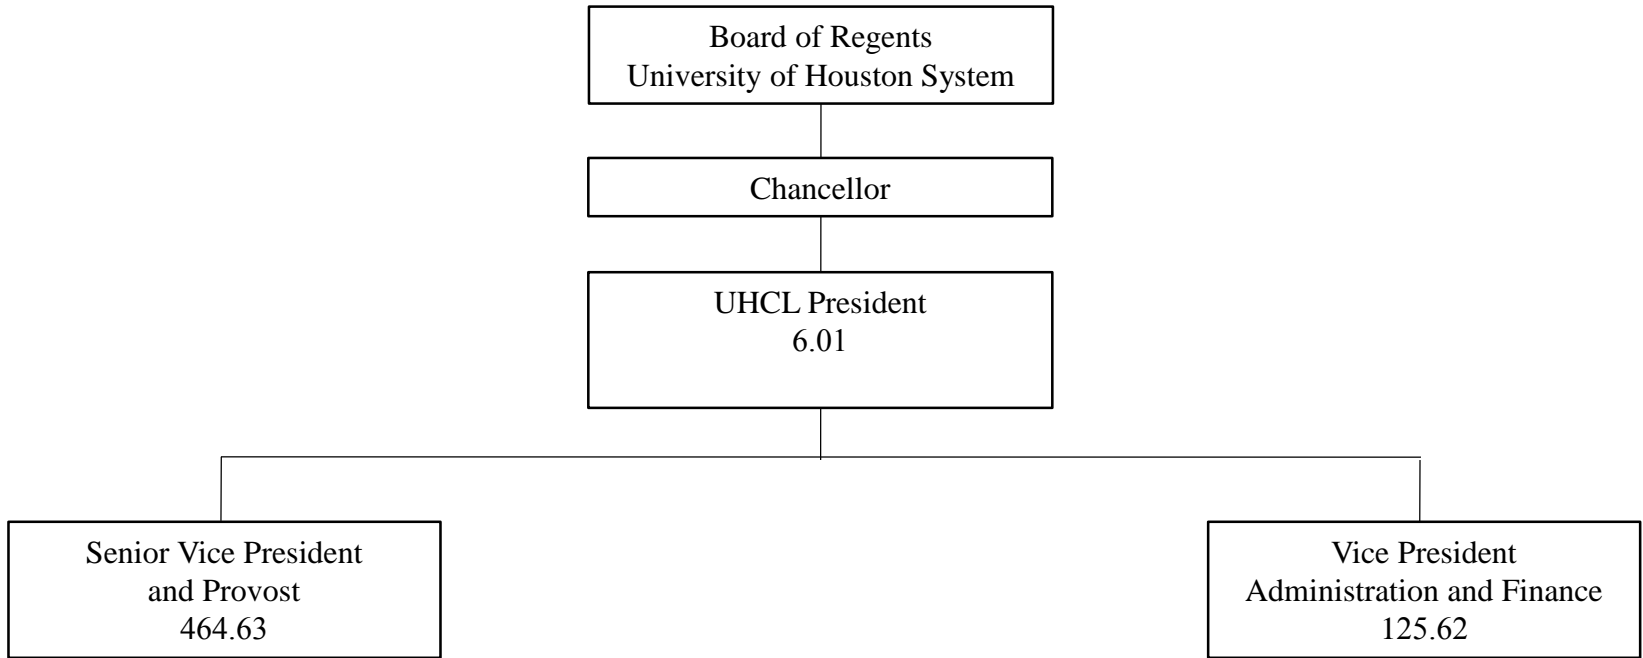 Board of Regents
University of Houston System
Chancellor
UHCL President
6.01
Senior Vice President
and Provost
464.63
Vice President
Administration and Finance
125.62